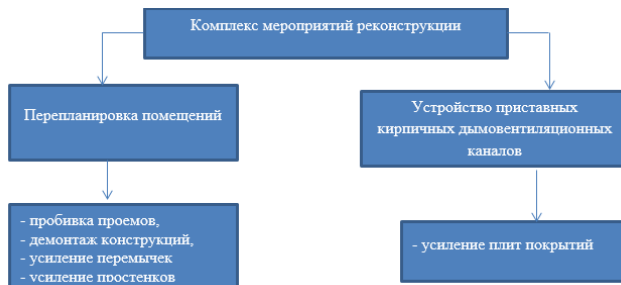 Комплекс мероприятий реконструкции
Перепланировка помещений
Устройство приставных
кирпичных дымовентиляционных
каналов
- пробивка проемов,
- демонтаж конструкций,
- усиление перемычек
- усиление простенков
- усиление плит покрытий